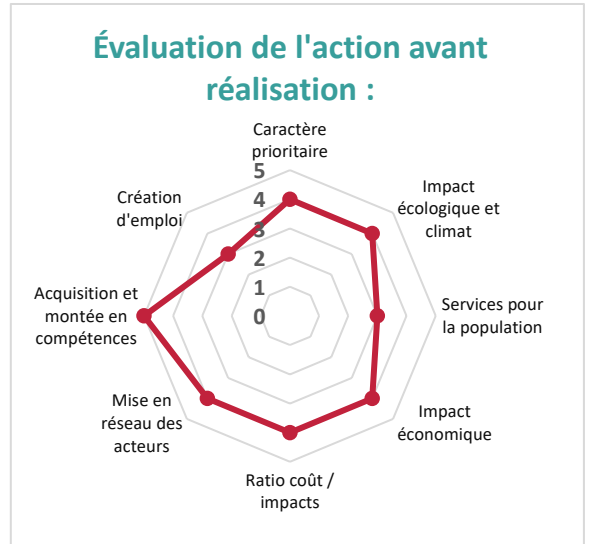 Évaluation de l'action avant
réalisation :
Caractère
prioritaire
Impact
écologique et
climat
Services pour
la population
Impact
économique
Ratio coût /
impacts
Mise en
réseau des
acteurs
Acquisition et
montée en
compétences
Création
d'emploi
5
4
3
2
1
0